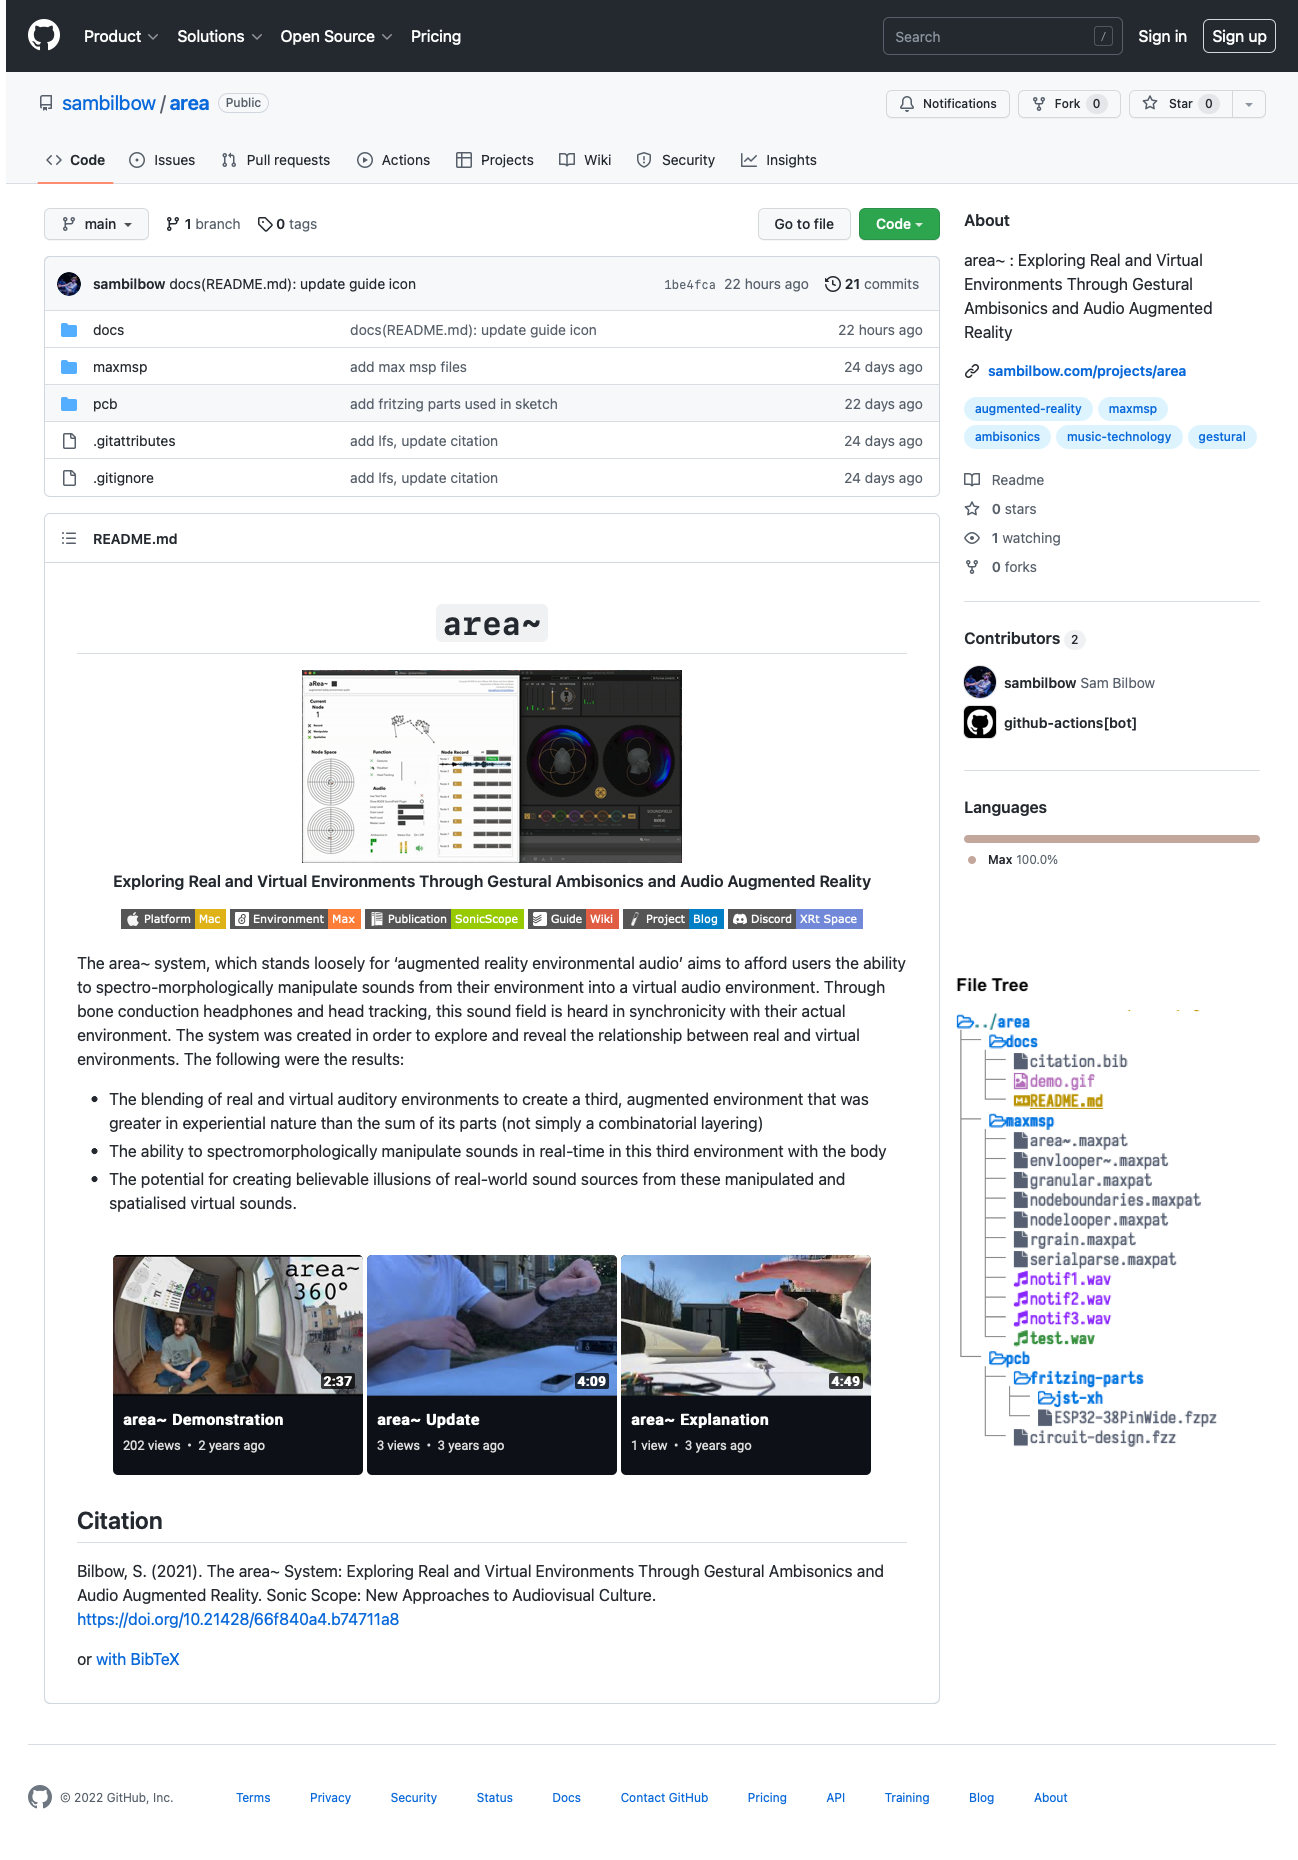 Product Solutions Open Source Pricing Search / Sign in Sign up
sambilbow / area Public Notifications Fork 0 Star 0
Code Issues Pull requests Actions Projects Wiki Security Insights
main 1 branch 0 tags Go to file Code
sambilbow docs(README.md): update guide icon 1be4fca 22 hours ago 21 commits
docs docs(README.md): update guide icon 22 hours ago
maxmsp add max msp files 24 days ago
pcb add fritzing parts used in sketch 22 days ago
.gitattributes add lfs, update citation 24 days ago
.gitignore add lfs, update citation 24 days ago
README.md
area~
aRea~
Current
Node
1
Node Space
Function
Node Record
Audio
Exploring Real and Virtual Environments Through Gestural Ambisonics and Audio Augmented Reality
Platform Mac Environment Max Publication SonicScope Guide Wiki Project Blog Discord XRt Space
The area~ system, which stands loosely for ‘augmented reality environmental audio’ aims to afford users the ability
to spectro-morphologically manipulate sounds from their environment into a virtual audio environment. Through
bone conduction headphones and head tracking, this sound field is heard in synchronicity with their actual
environment. The system was created in order to explore and reveal the relationship between real and virtual
environments. The following were the results:
• The blending of real and virtual auditory environments to create a third, augmented environment that was
greater in experiential nature than the sum of its parts (not simply a combinatorial layering)
• The ability to spectromorphologically manipulate sounds in real-time in this third environment with the body
• The potential for creating believable illusions of real-world sound sources from these manipulated and
spatialised virtual sounds.
area~
360°
2:37
area~ Demonstration
202 views • 2 years ago
4:09
area~ Update
3 views • 3 years ago
4:49
area~ Explanation
1 view • 3 years ago
Citation
Bilbow, S. (2021). The area~ System: Exploring Real and Virtual Environments Through Gestural Ambisonics and
Audio Augmented Reality. Sonic Scope: New Approaches to Audiovisual Culture.
https://doi.org/10.21428/66f840a4.b74711a8
or with BibTeX
About
area~ : Exploring Real and Virtual
Environments Through Gestural
Ambisonics and Audio Augmented
Reality
sambilbow.com/projects/area
augmented-reality maxmsp
ambisonics music-technology gestural
Readme
0 stars
1 watching
0 forks
Contributors 2
sambilbow Sam Bilbow
github-actions[bot]
Languages
Max 100.0%
File Tree
../area
docs
citation.bib
demo.gif
README.md
maxmsp
area~.maxpat
envlooper~.maxpat
granular.maxpat
nodeboundaries.maxpat
nodelooper.maxpat
rgrain.maxpat
serialparse.maxpat
notif1.wav
notif2.wav
notif3.wav
test.wav
pcb
fritzing-parts
jst-xh
ESP32-38PinWide.fzpz
circuit-design.fzz
© 2022 GitHub, Inc. Terms Privacy Security Status Docs Contact GitHub Pricing API Training Blog About